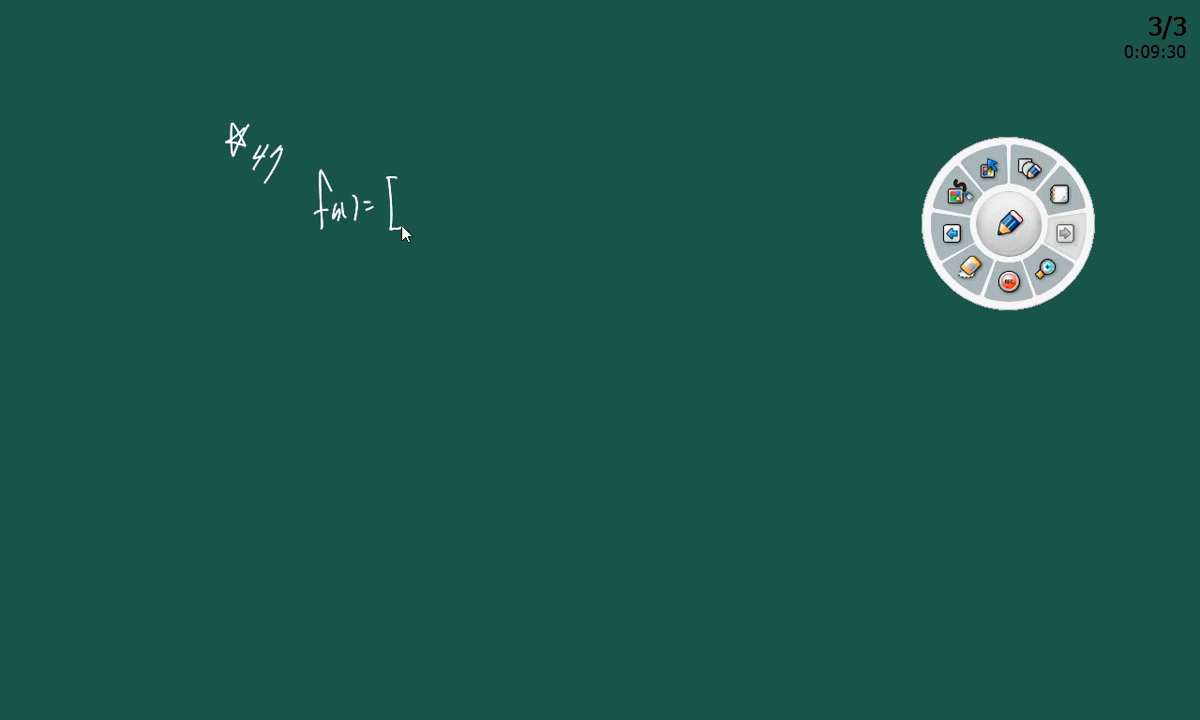 3/3
0:09:30
☆ 47
f(x) = [